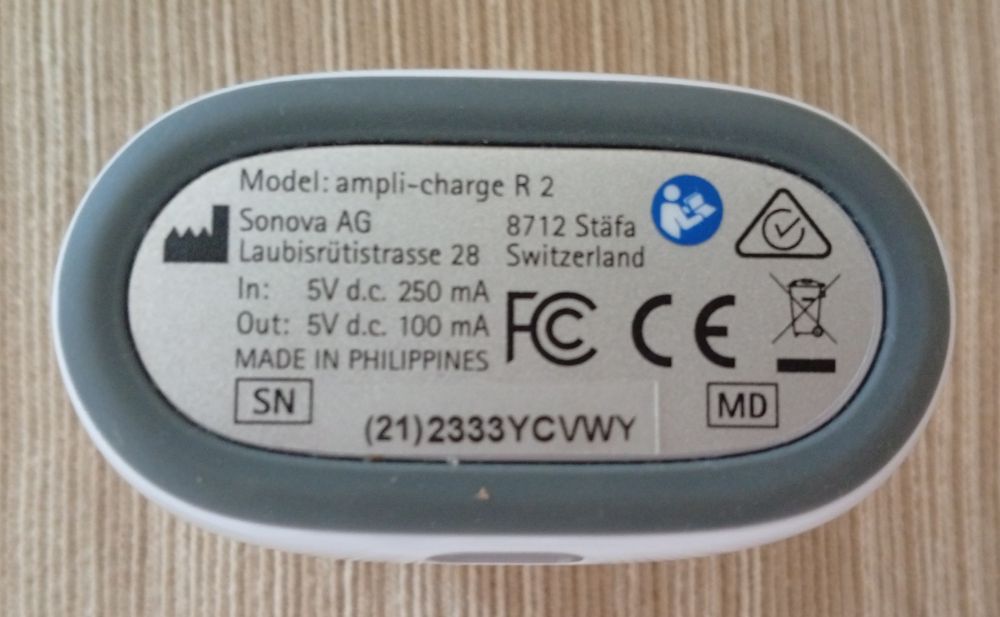 Model: ampli-charge R 2
Sonova AG 8712 Stäfa
Laubisrütistrasse 28 Switzerland
In: 5V d.c. 250 mA
Out: 5V d.c. 100 mA
FC CE
MADE IN PHILIPPINES
SN
MD
(21)2333YCVWY